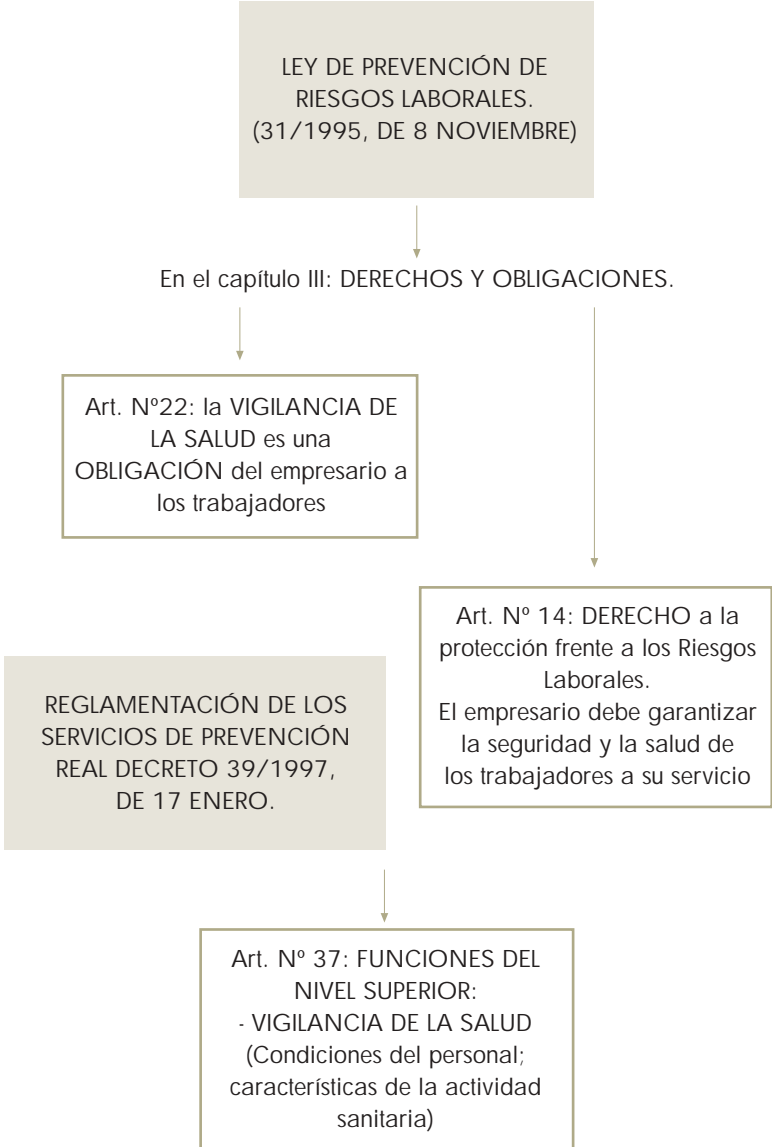 LEY DE PREVENCIÓN DE
RIESGOS LABORALES.
(31/1995, DE 8 NOVIEMBRE)
En el capítulo III: DERECHOS Y OBLIGACIONES.
Art. Nº22: la VIGILANCIA DE
LA SALUD es una
OBLIGACIÓN del empresario a
los trabajadores
Art. Nº 14: DERECHO a la
protección frente a los Riesgos
Laborales.
El empresario debe garantizar
la seguridad y la salud de
los trabajadores a su servicio
REGLAMENTACIÓN DE LOS
SERVICIOS DE PREVENCIÓN
REAL DECRETO 39/1997,
DE 17 ENERO.
Art. Nº 37: FUNCIONES DEL
NIVEL SUPERIOR:
- VIGILANCIA DE LA SALUD
(Condiciones del personal;
características de la actividad
sanitaria)